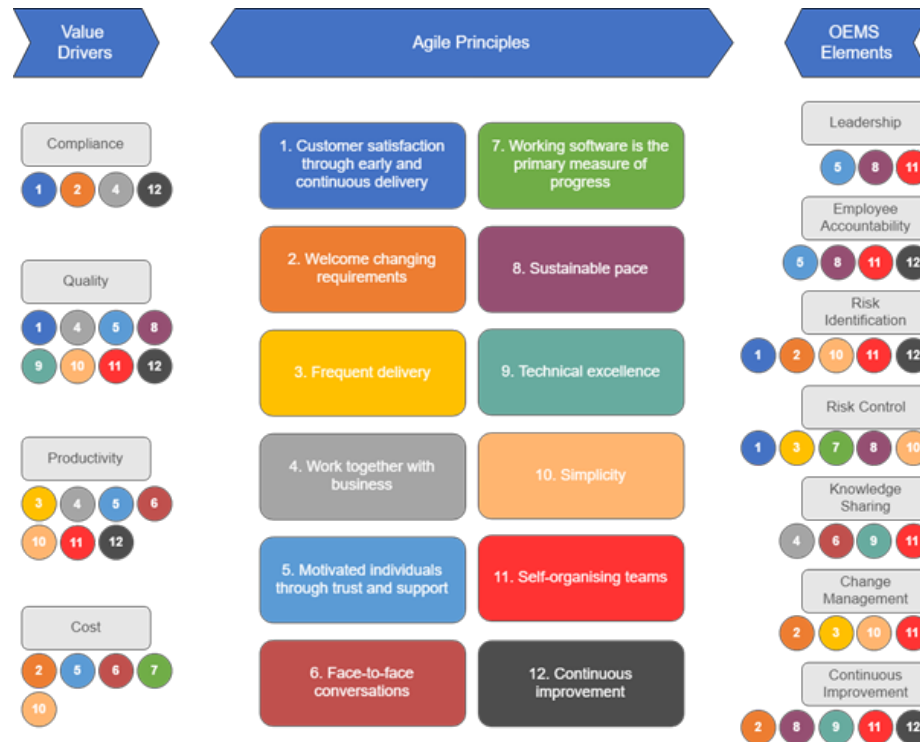 Value
Drivers
Agile Principles
OEMS
Elements
Compliance
1 2 4 12
Quality
1 4 5 8
9 10 11 12
Productivity
3 4 5 6
10 11 12
Cost
2 5 6 7
10
1. Customer satisfaction
through early and
continuous delivery
7. Working software is the
primary measure of
progress
2. Welcome changing
requirements
8. Sustainable pace
3. Frequent delivery
9. Technical excellence
4. Work together with
business
10. Simplicity
5. Motivated individuals
through trust and support
11. Self-organising teams
6. Face-to-face
conversations
12. Continuous
improvement
Leadership
5 8 11
Employee
Accountability
5 8 11 12
Risk
Identification
1 2 10 11 12
Risk Control
1 3 7 8 10
Knowledge
Sharing
4 6 9 11
Change
Management
2 3 10 11
Continuous
Improvement
2 8 9 11 12